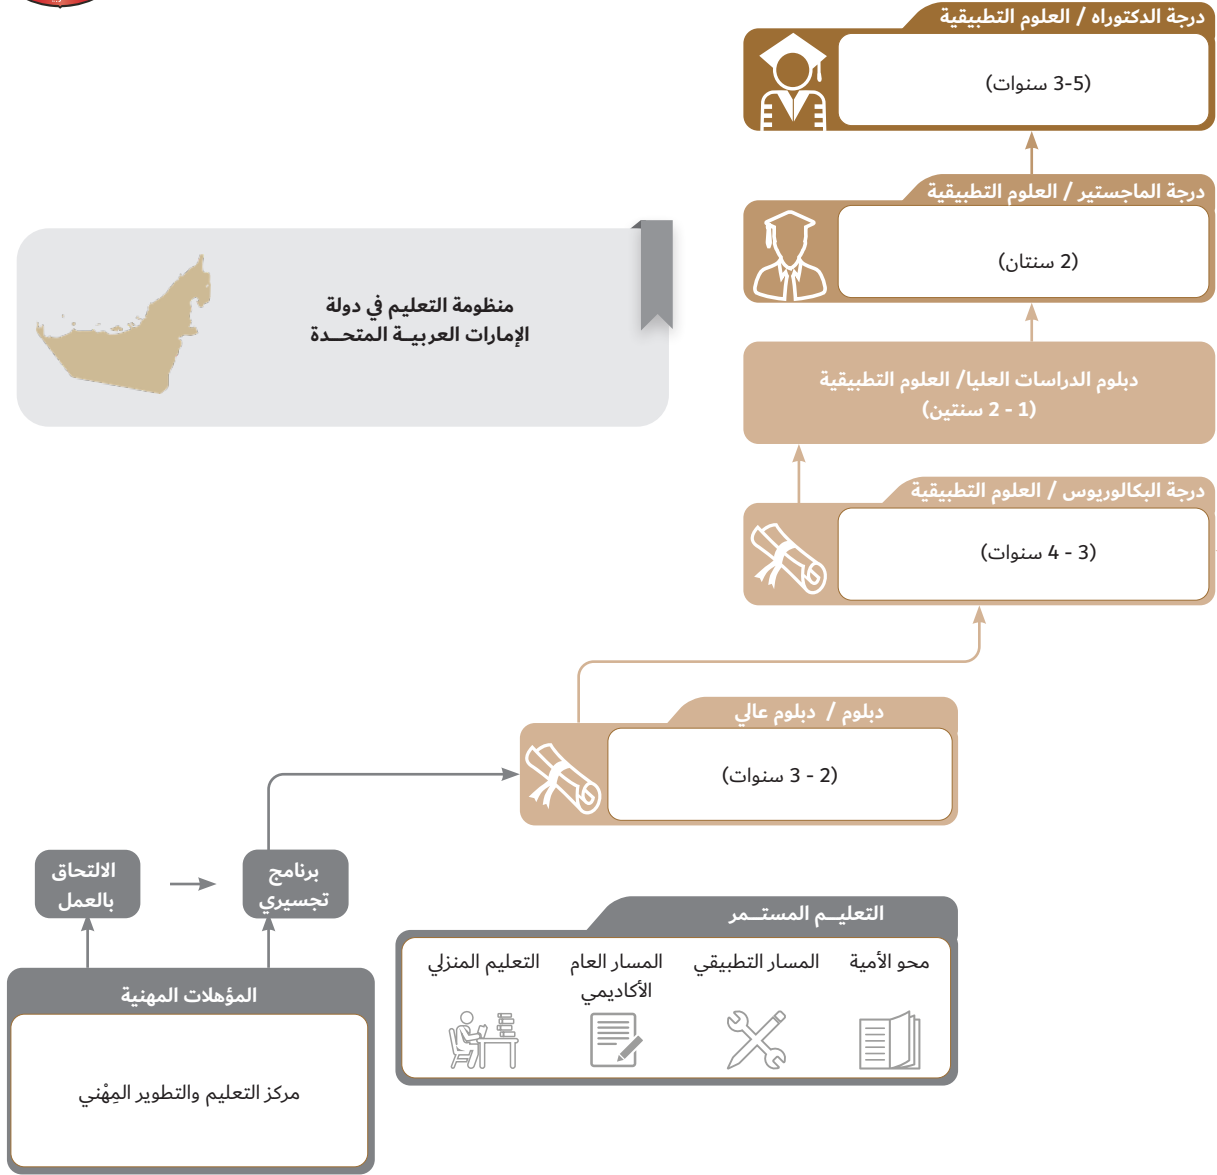 درجة الدكتوراه / العلوم التطبيقية
(3-5 سنوات)
درجة الماجستير / العلوم التطبيقية
(2 سنتان)
منظومة التعليم في دولة
الإمارات العربيــة المتحــدة
دبلوم الدراسات العليا/ العلوم التطبيقية
(1 - 2 سنتين)
درجة البكالوريوس / العلوم التطبيقية
(3 - 4 سنوات)
دبلوم / دبلوم عالي
(2 - 3 سنوات)
برنامج
تجسيري
الالتحاق
بالعمل
التعليــم المستــمر
محو الأمية
المسار التطبيقي
المسار العام
الأكاديمي
التعليم المنزلي
المؤهلات المهنية
مركز التعليم والتطوير المِهْني